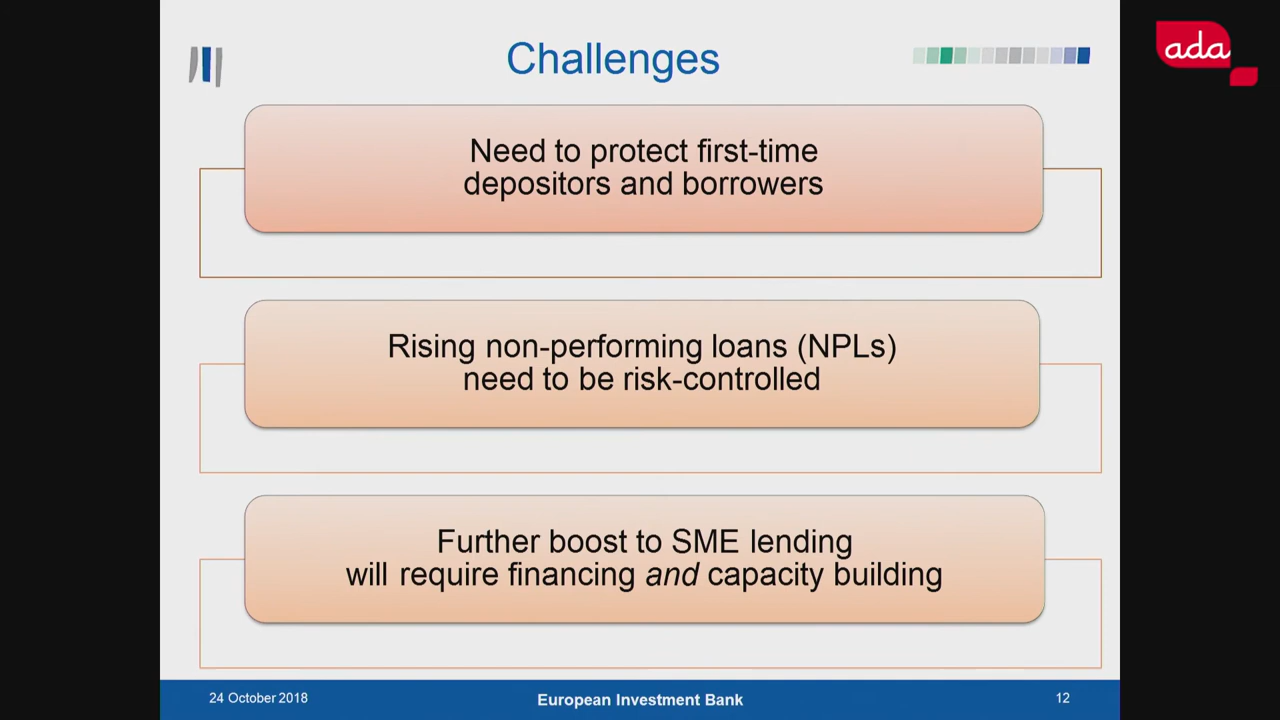 Challenges
ada
Need to protect first-time
depositors and borrowers
Rising non-performing loans (NPLs)
need to be risk-controlled
Further boost to SME lending
will require financing and capacity building
24 October 2018
European Investment Bank
12